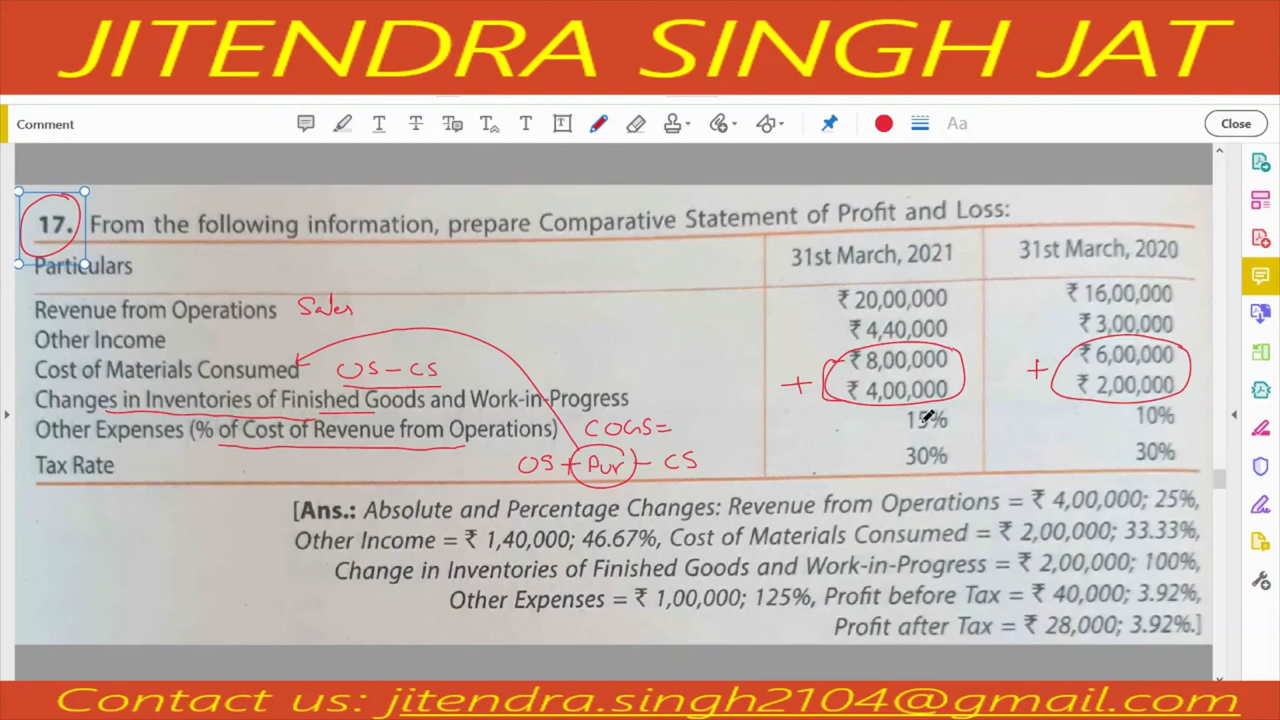 JITENDRA SINGH JAT
Comment
Close
17. From the following information, prepare Comparative Statement of Profit and Loss:
Particulars 31st March, 2021 31st March, 2020
Revenue from Operations Sales ₹ 20,00,000 ₹ 16,00,000
Other Income ₹ 4,40,000 ₹ 3,00,000
Cost of Materials Consumed OS - CS ₹ 8,00,000 + ₹ 6,00,000
Changes in Inventories of Finished Goods and Work-in-Progress + ₹ 4,00,000 ₹ 2,00,000
Other Expenses (% of Cost of Revenue from Operations) COGS= 15% 10%
Tax Rate OS + Pur - CS 30% 30%
[Ans.: Absolute and Percentage Changes: Revenue from Operations = ₹ 4,00,000; 25%,
Other Income = ₹ 1,40,000; 46.67%, Cost of Materials Consumed = ₹ 2,00,000; 33.33%,
Change in Inventories of Finished Goods and Work-in-Progress = ₹ 2,00,000; 100%,
Other Expenses = ₹ 1,00,000; 125%, Profit before Tax = ₹ 40,000; 3.92%,
Profit after Tax = ₹ 28,000; 3.92%.]
Contact us: jitendra.singh2104@gmail.com